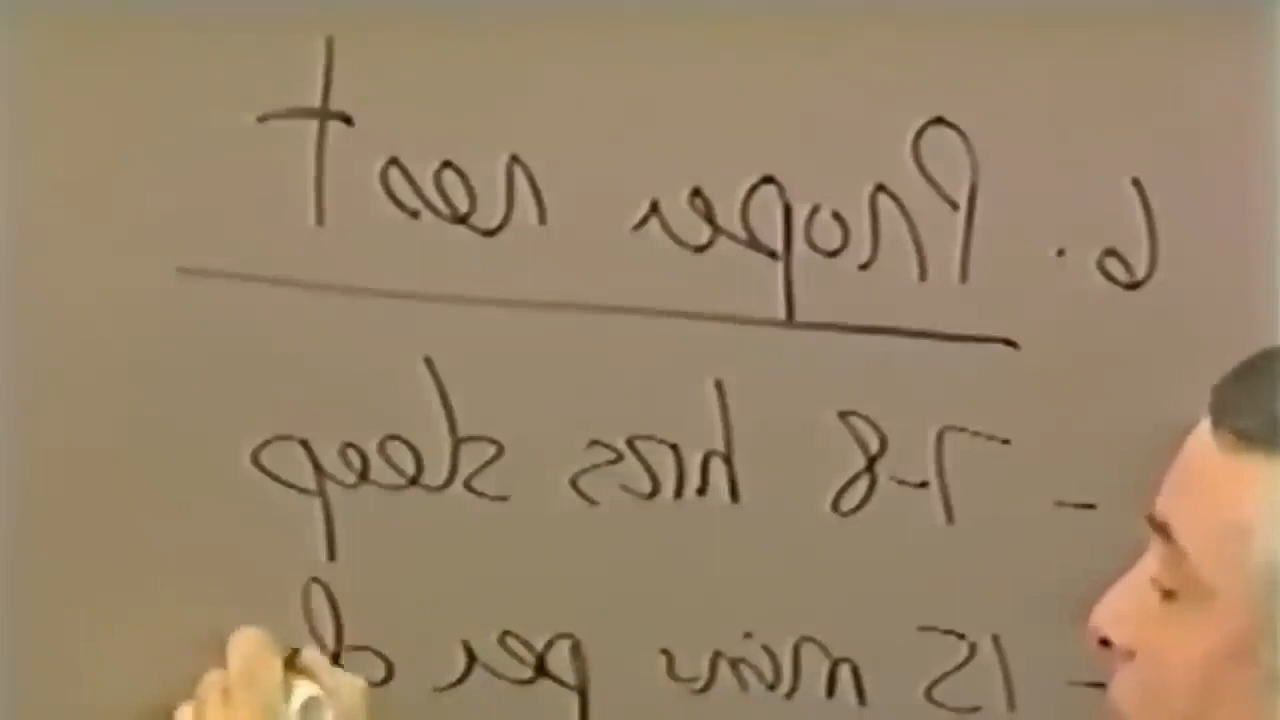 6. Proper rest
- 7-8 hrs sleep
- 15 mins per d